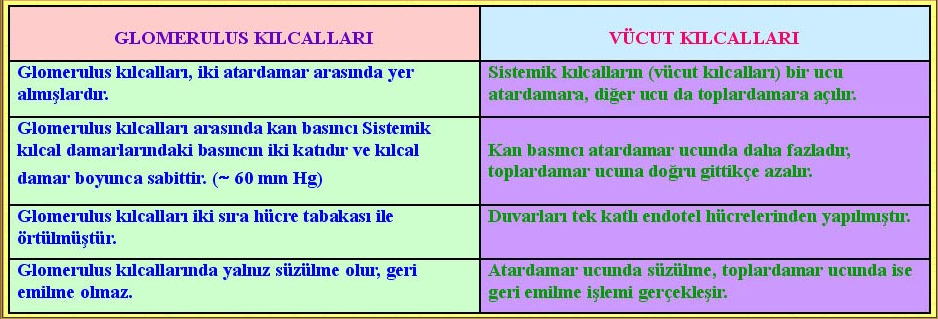 GLOMERULUS KILCALLARI
VÜCUT KILCALLARI
Glomerulus kılcalları, iki atardamar arasında yer
almışlardır.
Sistemik kılcalların (vücut kılcalları) bir ucu
atardamara, diğer ucu da toplardamara açılır.
Glomerulus kılcalları arasında kan basıncı Sistemik
kılcal damarlarındaki basıncın iki katıdır ve kılcal
damar boyunca sabittir. (~ 60 mm Hg)
Kan basıncı atardamar ucunda daha fazladır,
toplardamar ucuna doğru gittikçe azalır.
Glomerulus kılcalları iki sıra hücre tabakası ile
örtülmüştür.
Duvarları tek katlı endotel hücrelerinden yapılmıştır.
Glomerulus kılcallarında yalnız süzülme olur, geri
emilme olmaz.
Atardamar ucunda süzülme, toplardamar ucunda ise
geri emilme işlemi gerçekleşir.